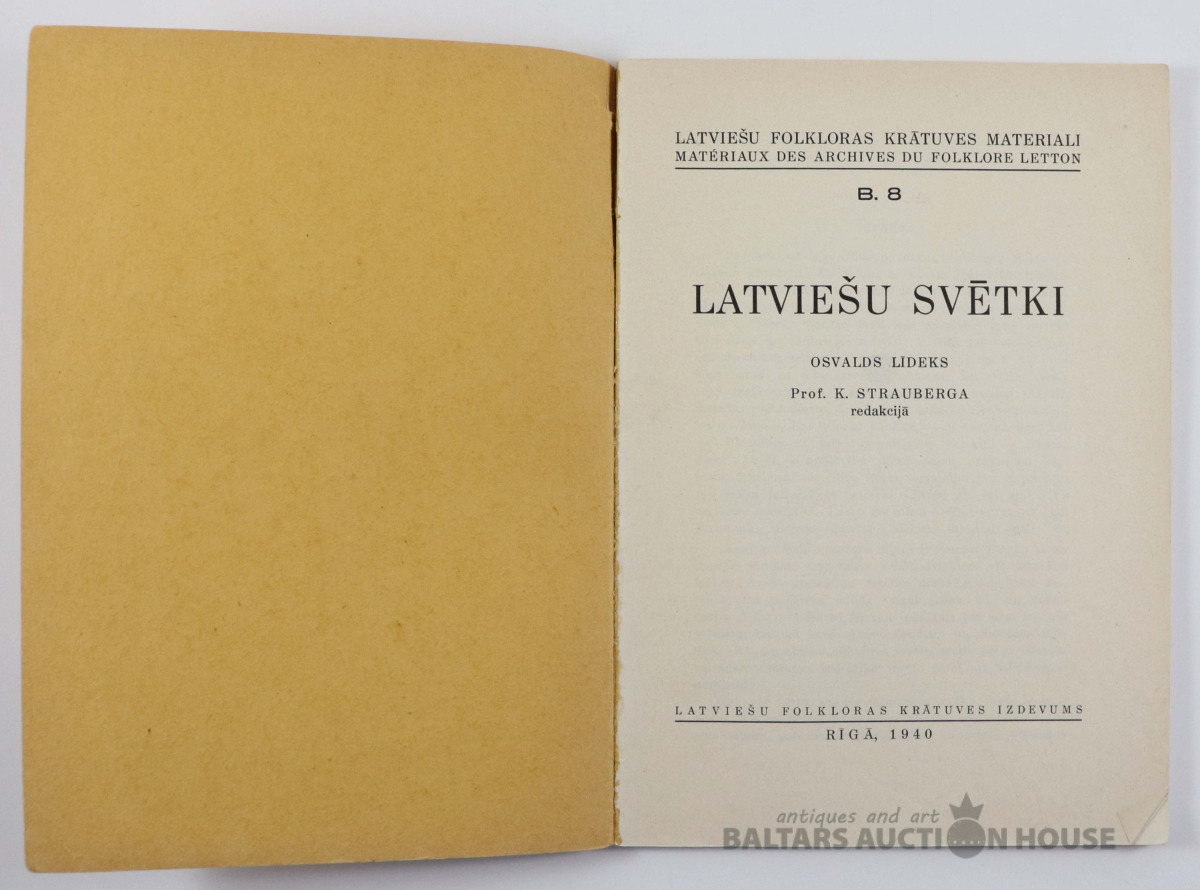 LATVIEŠU FOLKLORAS KRĀTUVES MATERIALI
MATÉRIAUX DES ARCHIVES DU FOLKLORE LETTON
B. 8
LATVIEŠU SVĒTKI
OSVALDS LĪDEKS
Prof. K. STRAUBERGA
redakcijā
LATVIEŠU FOLKLORAS KRĀTUVES IZDEVUMS
RĪGĀ, 1940
antiques and art
BALTARS AUCTION HOUSE